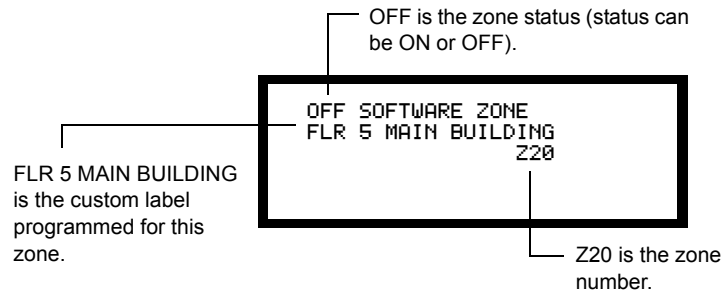 OFF is the zone status (status can
be ON or OFF).
OFF SOFTWARE ZONE
FLR 5 MAIN BUILDING
Z20
FLR 5 MAIN BUILDING
is the custom label
programmed for this
zone.
Z20 is the zone
number.